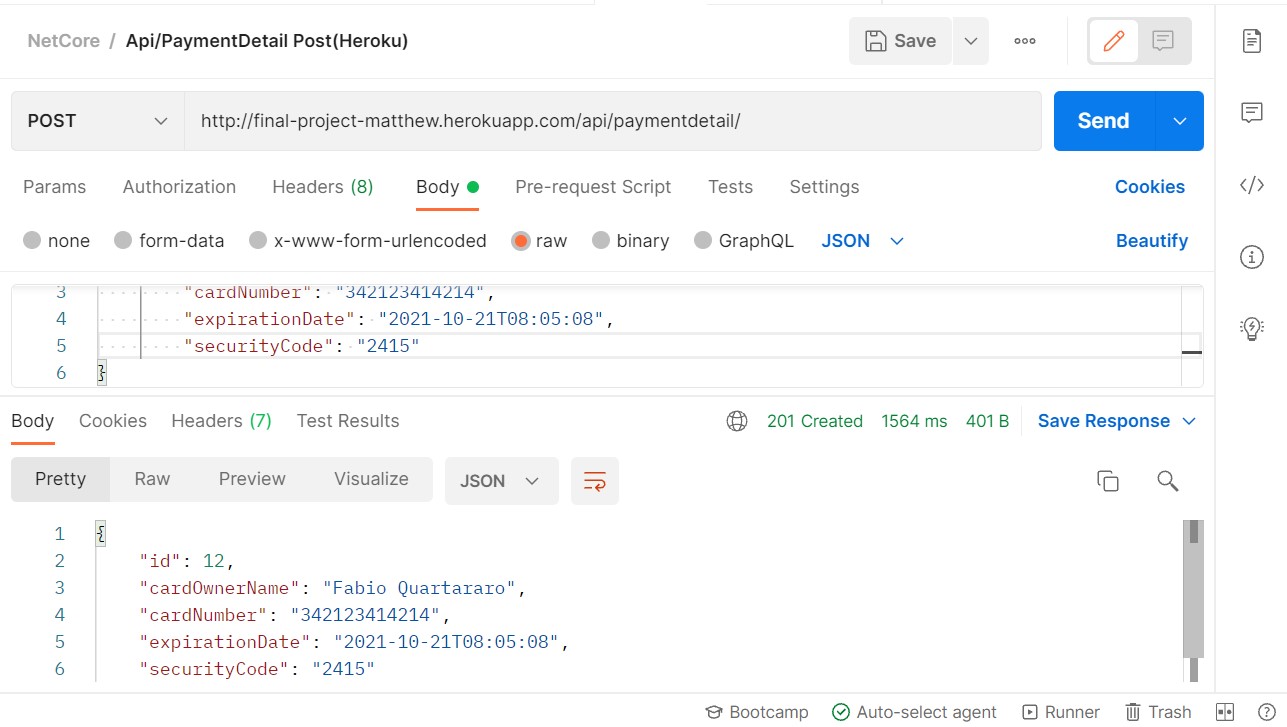 NetCore / Api/PaymentDetail Post(Heroku)
Save
POST
http://final-project-matthew.herokuapp.com/api/paymentdetail/
Send
Params Authorization Headers (8) Body Pre-request Script Tests Settings Cookies
none form-data x-www-form-urlencoded raw binary GraphQL JSON Beautify
3 "cardNumber": "342123414214",
4 "expirationDate": "2021-10-21T08:05:08",
5 "securityCode": "2415"
6 }
Body Cookies Headers (7) Test Results 201 Created 1564 ms 401 B Save Response
Pretty Raw Preview Visualize JSON
1 {
2 "id": 12,
3 "cardOwnerName": "Fabio Quartararo",
4 "cardNumber": "342123414214",
5 "expirationDate": "2021-10-21T08:05:08",
6 "securityCode": "2415"
Bootcamp Auto-select agent Runner Trash